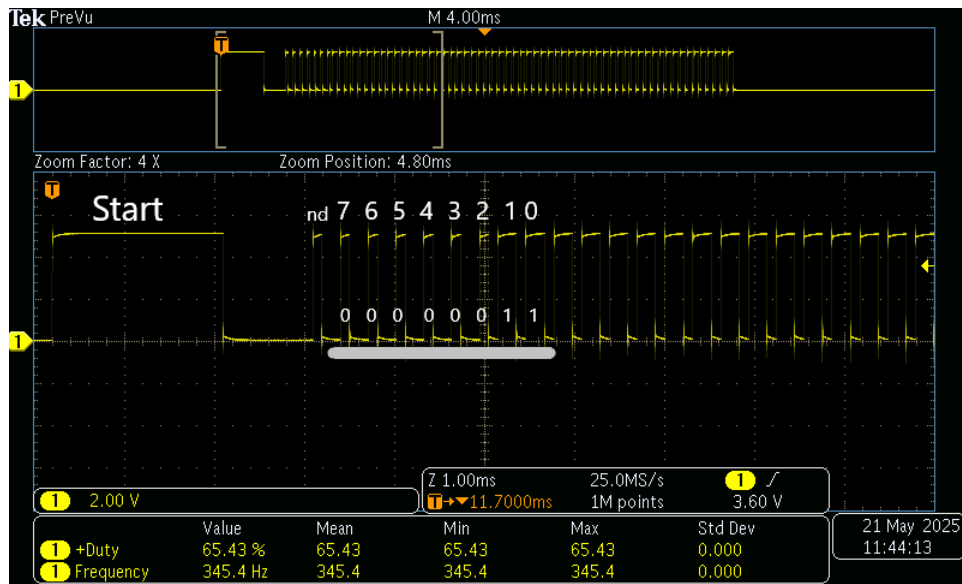 Tek PreVu M 4.00ms
T
1
Zoom Factor: 4 X Zoom Position: 4.80ms
T
Start nd 7 6 5 4 3 2 1 0
0 0 0 0 0 0 1 1
1
1 2.00 V
Z 1.00ms 25.0MS/s 1 /
T→▼11.7000ms 1M points 3.60 V
Value Mean Min Max Std Dev
1 +Duty 65.43 % 65.43 65.43 65.43 0.000
1 Frequency 345.4 Hz 345.4 345.4 345.4 0.000
21 May 2025
11:44:13